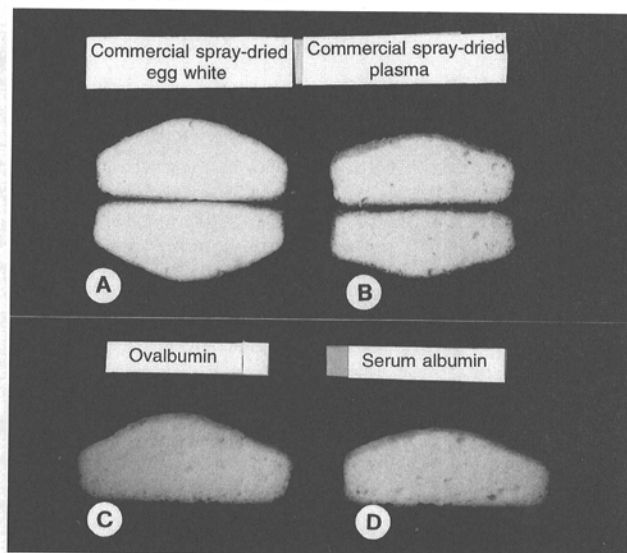 Commercial spray-dried
egg white
Commercial spray-dried
plasma
A
B
Ovalbumin
Serum albumin
C
D